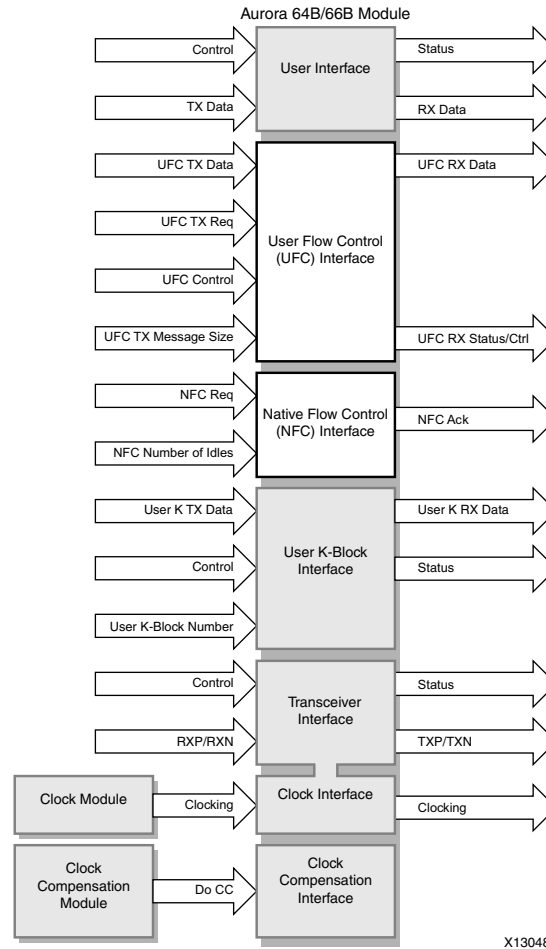 Aurora 64B/66B Module
Control
User Interface
Status
TX Data
RX Data
UFC TX Data
UFC RX Data
UFC TX Req
User Flow Control
(UFC) Interface
UFC Control
UFC TX Message Size
UFC RX Status/Ctrl
NFC Req
Native Flow Control
(NFC) Interface
NFC Ack
NFC Number of Idles
User K TX Data
User K RX Data
User K-Block
Interface
Control
Status
User K-Block Number
Control
Status
Transceiver
Interface
RXP/RXN
TXP/TXN
Clock Module
Clocking
Clock Interface
Clocking
Clock
Compensation
Module
Do CC
Clock
Compensation
Interface